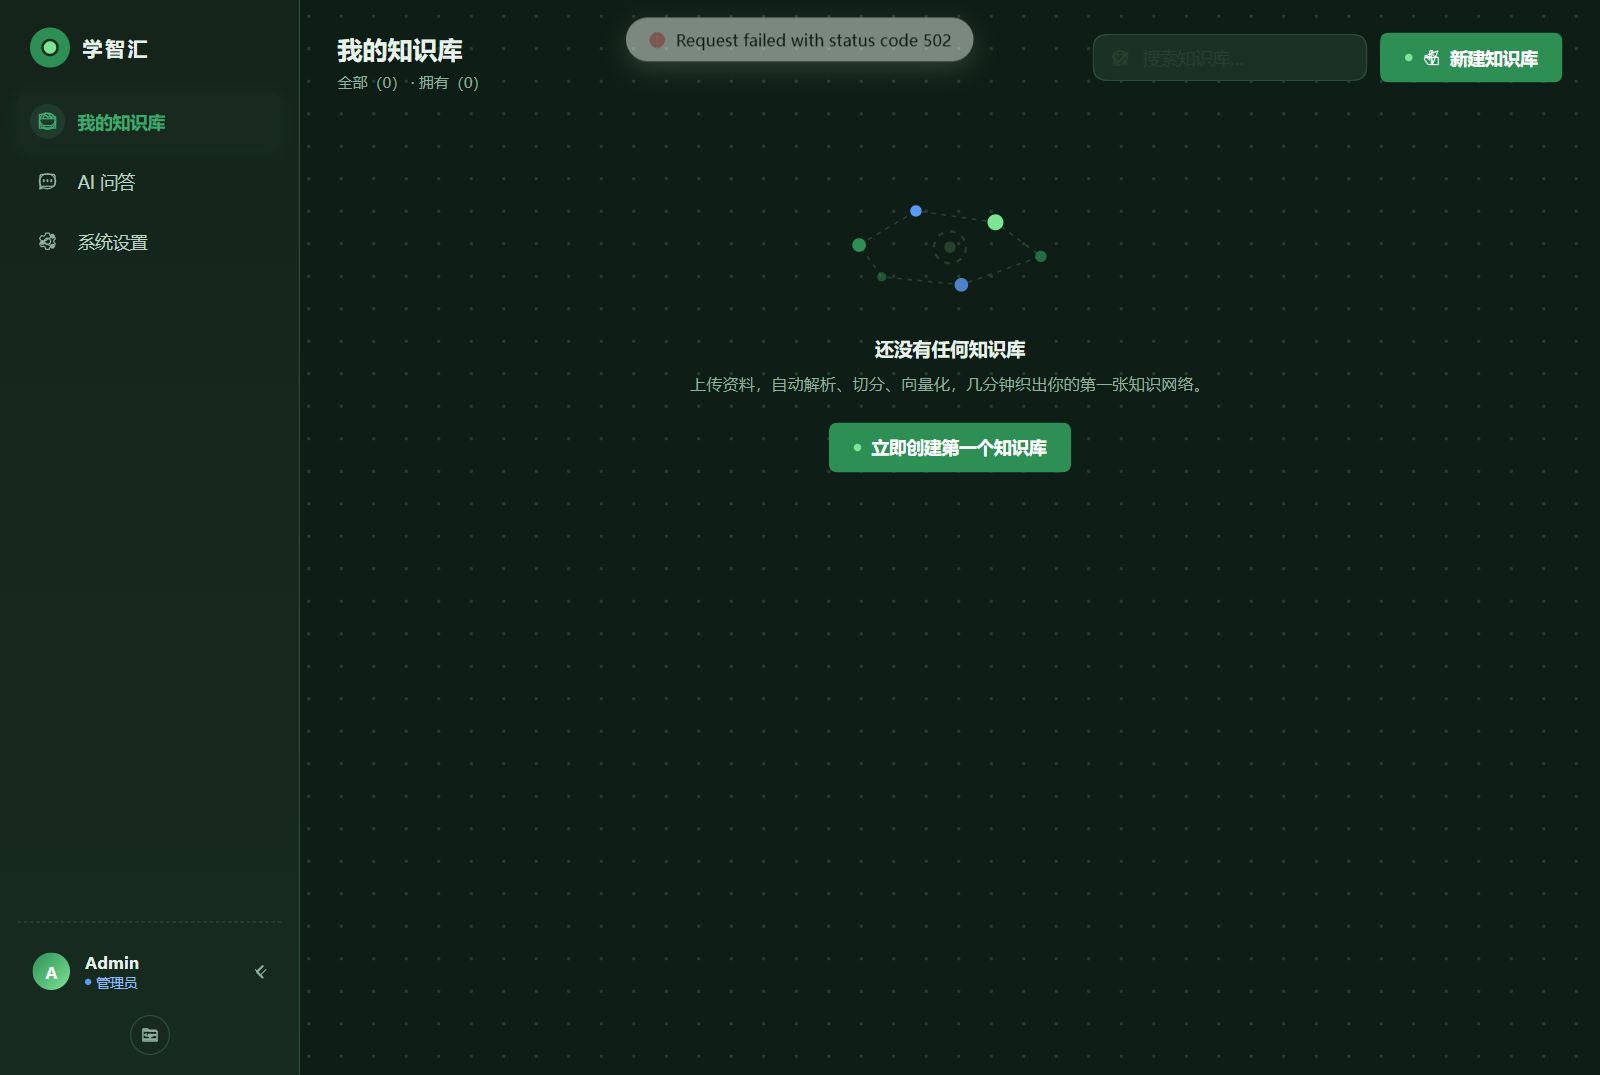 学智汇
我的知识库
AI 问答
系统设置
Admin
管理员
A
我的知识库
全部（0） · 拥有（0）
Request failed with status code 502
搜索知识库...
新建知识库
还没有任何知识库
上传资料，自动解析、切分、向量化，几分钟织出你的第一张知识网络。
立即创建第一个知识库